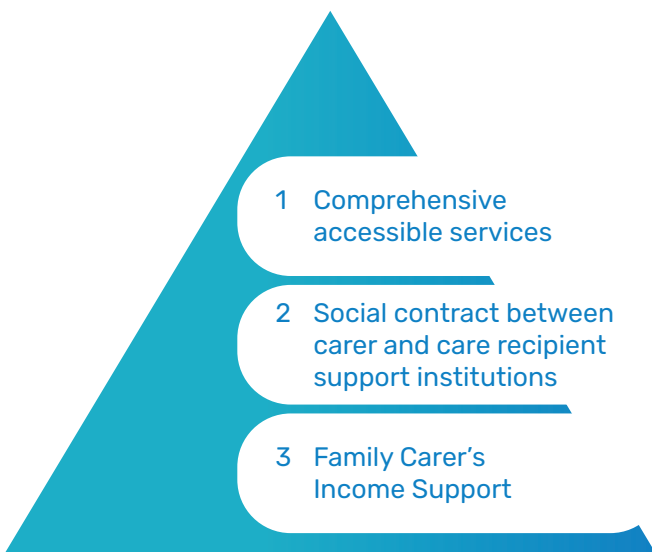 1 Comprehensive
accessible services
2 Social contract between
carer and care recipient
support institutions
3 Family Carer's
Income Support